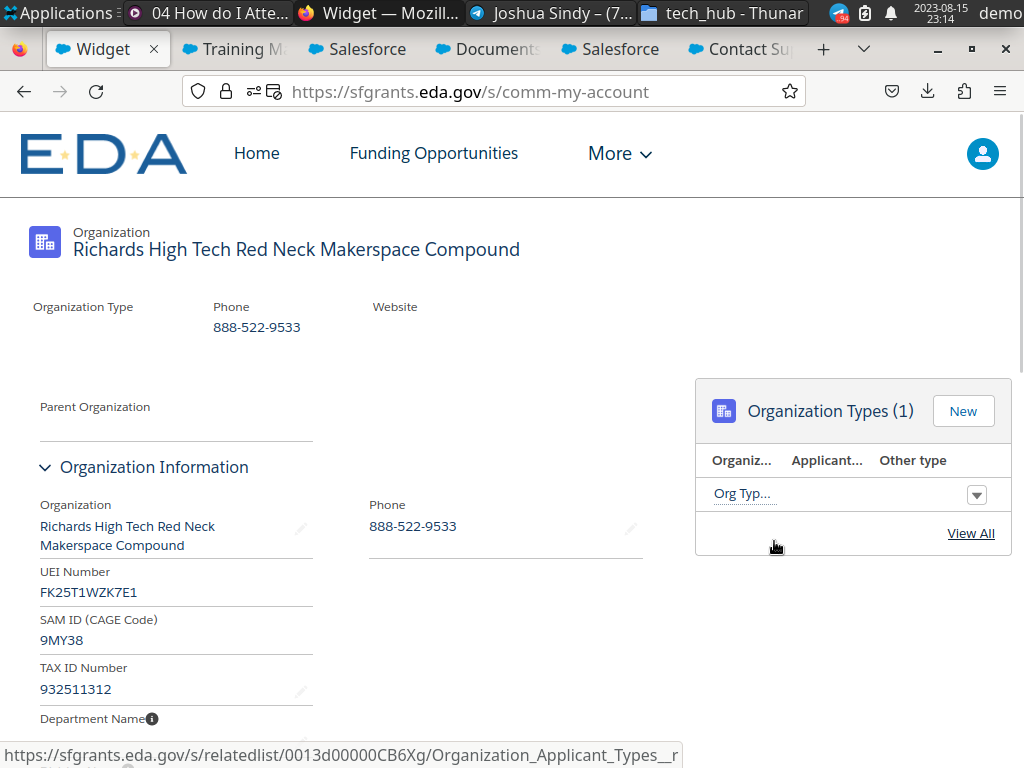 Applications
04 How do I Atte...
Widget — Mozill...
Joshua Sindy – (7...
tech_hub - Thunar
94
2023-08-15
23:14
demo
Widget
Training M
Salesforce
Documents
Salesforce
Contact Su
https://sfgrants.eda.gov/s/comm-my-account
EDA
Home
Funding Opportunities
More
Organization
Richards High Tech Red Neck Makerspace Compound
Organization Type
Phone
Website
888-522-9533
Parent Organization
Organization Types (1)
New
Organiz...
Applicant...
Other type
Org Typ...
View All
Organization Information
Organization
Phone
Richards High Tech Red Neck
Makerspace Compound
888-522-9533
UEI Number
FK25T1WZK7E1
SAM ID (CAGE Code)
9MY38
TAX ID Number
932511312
Department Name
https://sfgrants.eda.gov/s/relatedlist/0013d00000CB6Xg/Organization_Applicant_Types__r